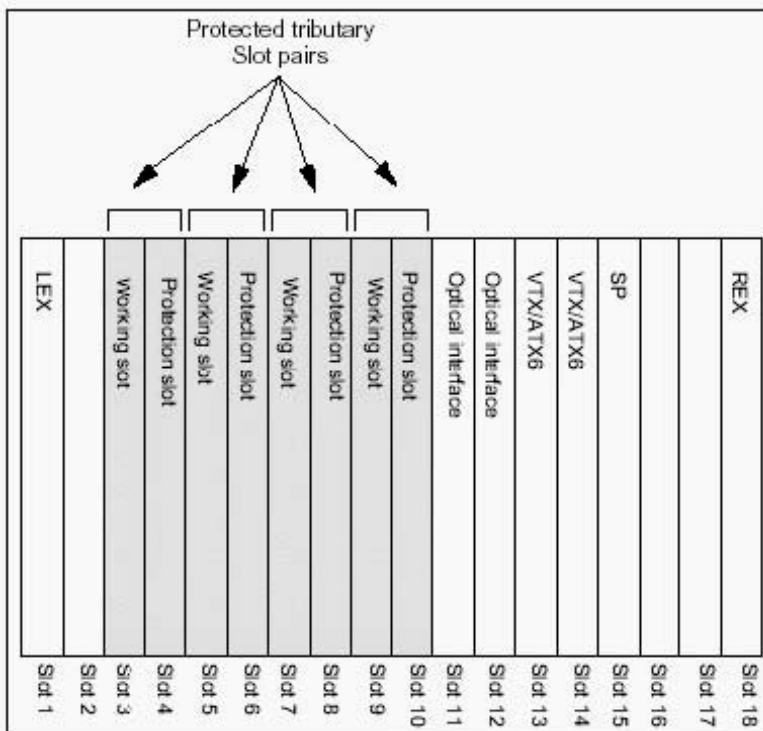 Protected tributary
Slot pairs
LEX
Working slot
Protection slot
Working slot
Protection slot
Working slot
Protection slot
Working slot
Protection slot
Optical interface
Optical interface
VTX/ATX6
VTX/ATX6
SP
REX
Slot 1
Slot 2
Slot 3
Slot 4
Slot 5
Slot 6
Slot 7
Slot 8
Slot 9
Slot 10
Slot 11
Slot 12
Slot 13
Slot 14
Slot 15
Slot 16
Slot 17
Slot 18